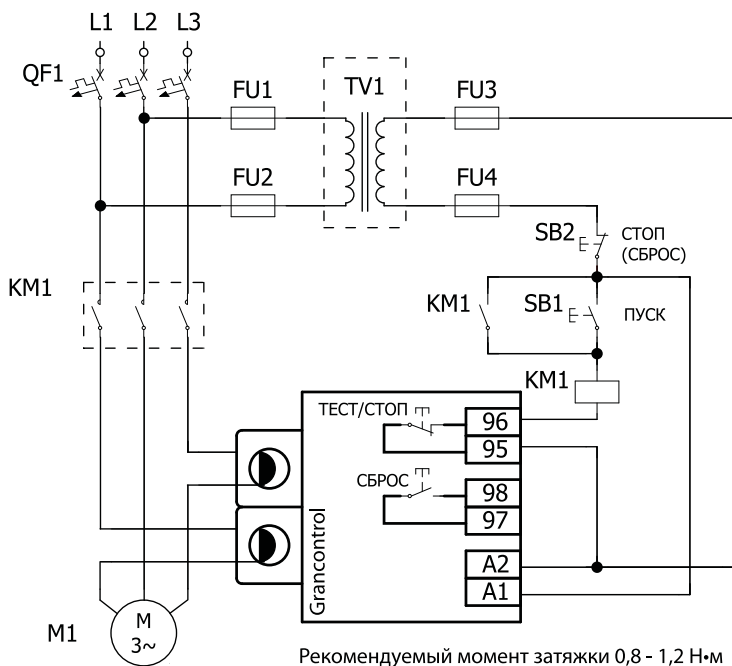 L1 L2 L3
QF1
FU1 TV1 FU3
FU2 FU4
SB2 СТОП
(СБРОС)
KM1
KM1 SB1 ПУСК
KM1
ТЕСТ/СТОП 96
95
СБРОС 98
97
A2
A1
Grancontrol
M1 M
3~
Рекомендуемый момент затяжки 0,8 - 1,2 Н•м